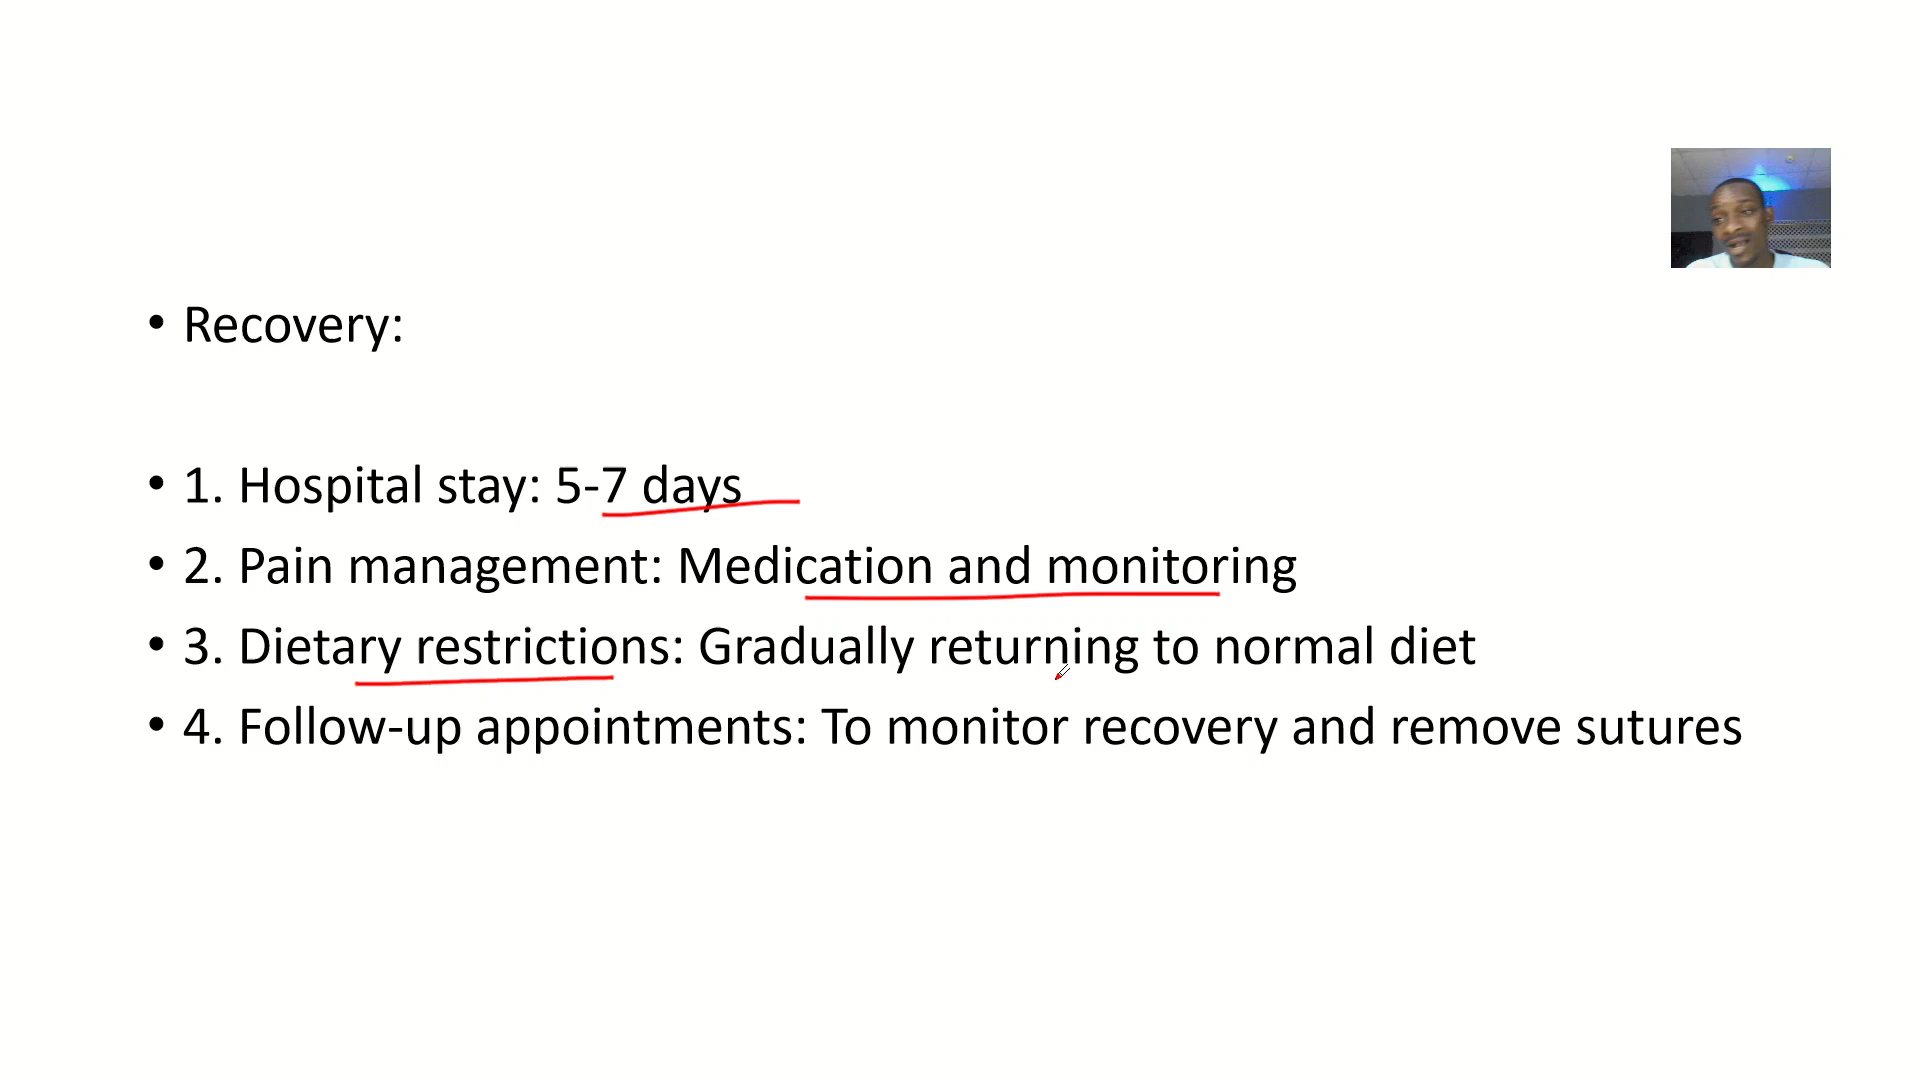 • Recovery:
• 1. Hospital stay: 5-7 days
• 2. Pain management: Medication and monitoring
• 3. Dietary restrictions: Gradually returning to normal diet
• 4. Follow-up appointments: To monitor recovery and remove sutures